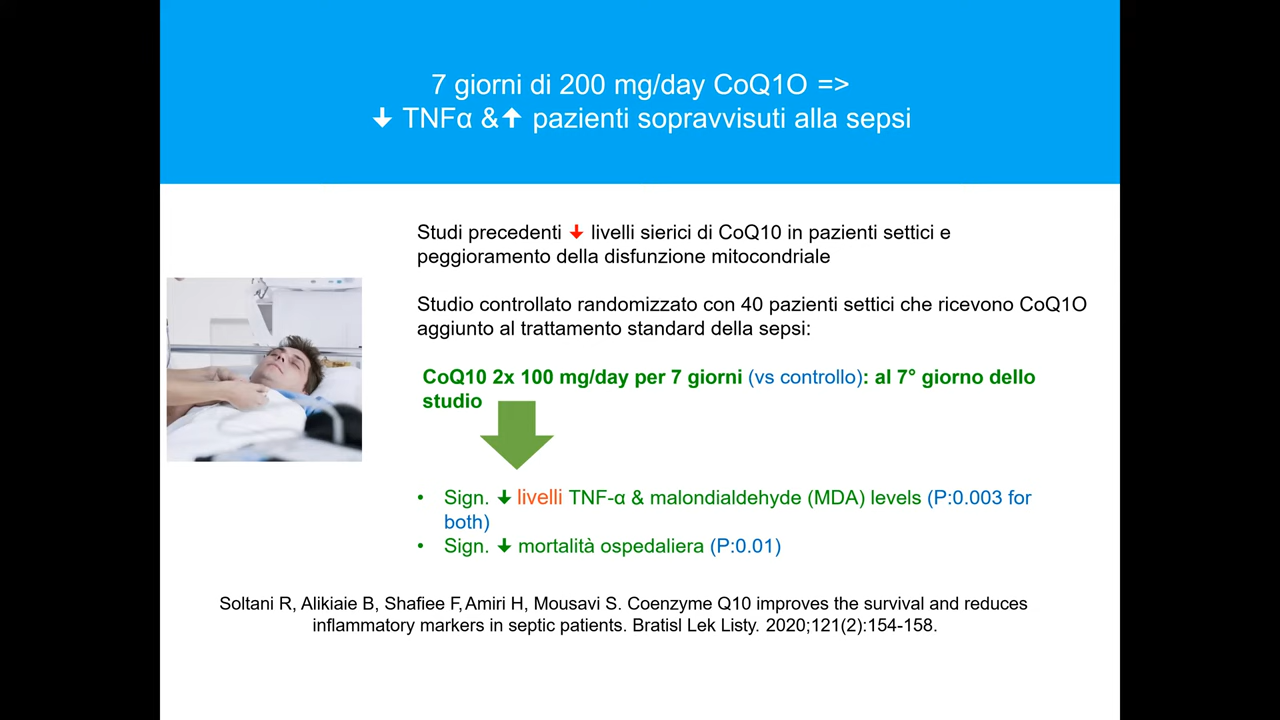 7 giorni di 200 mg/day CoQ1O =>
↓ TNFα &↑ pazienti sopravvisuti alla sepsi
Studi precedenti ↓ livelli sierici di CoQ10 in pazienti settici e
peggioramento della disfunzione mitocondriale
Studio controllato randomizzato con 40 pazienti settici che ricevono CoQ1O
aggiunto al trattamento standard della sepsi:
CoQ10 2x 100 mg/day per 7 giorni (vs controllo): al 7° giorno dello
studio
• Sign. ↓ livelli TNF-α & malondialdehyde (MDA) levels (P:0.003 for
both)
• Sign. ↓ mortalità ospedaliera (P:0.01)
Soltani R, Alikiaie B, Shafiee F, Amiri H, Mousavi S. Coenzyme Q10 improves the survival and reduces
inflammatory markers in septic patients. Bratisl Lek Listy. 2020;121(2):154-158.